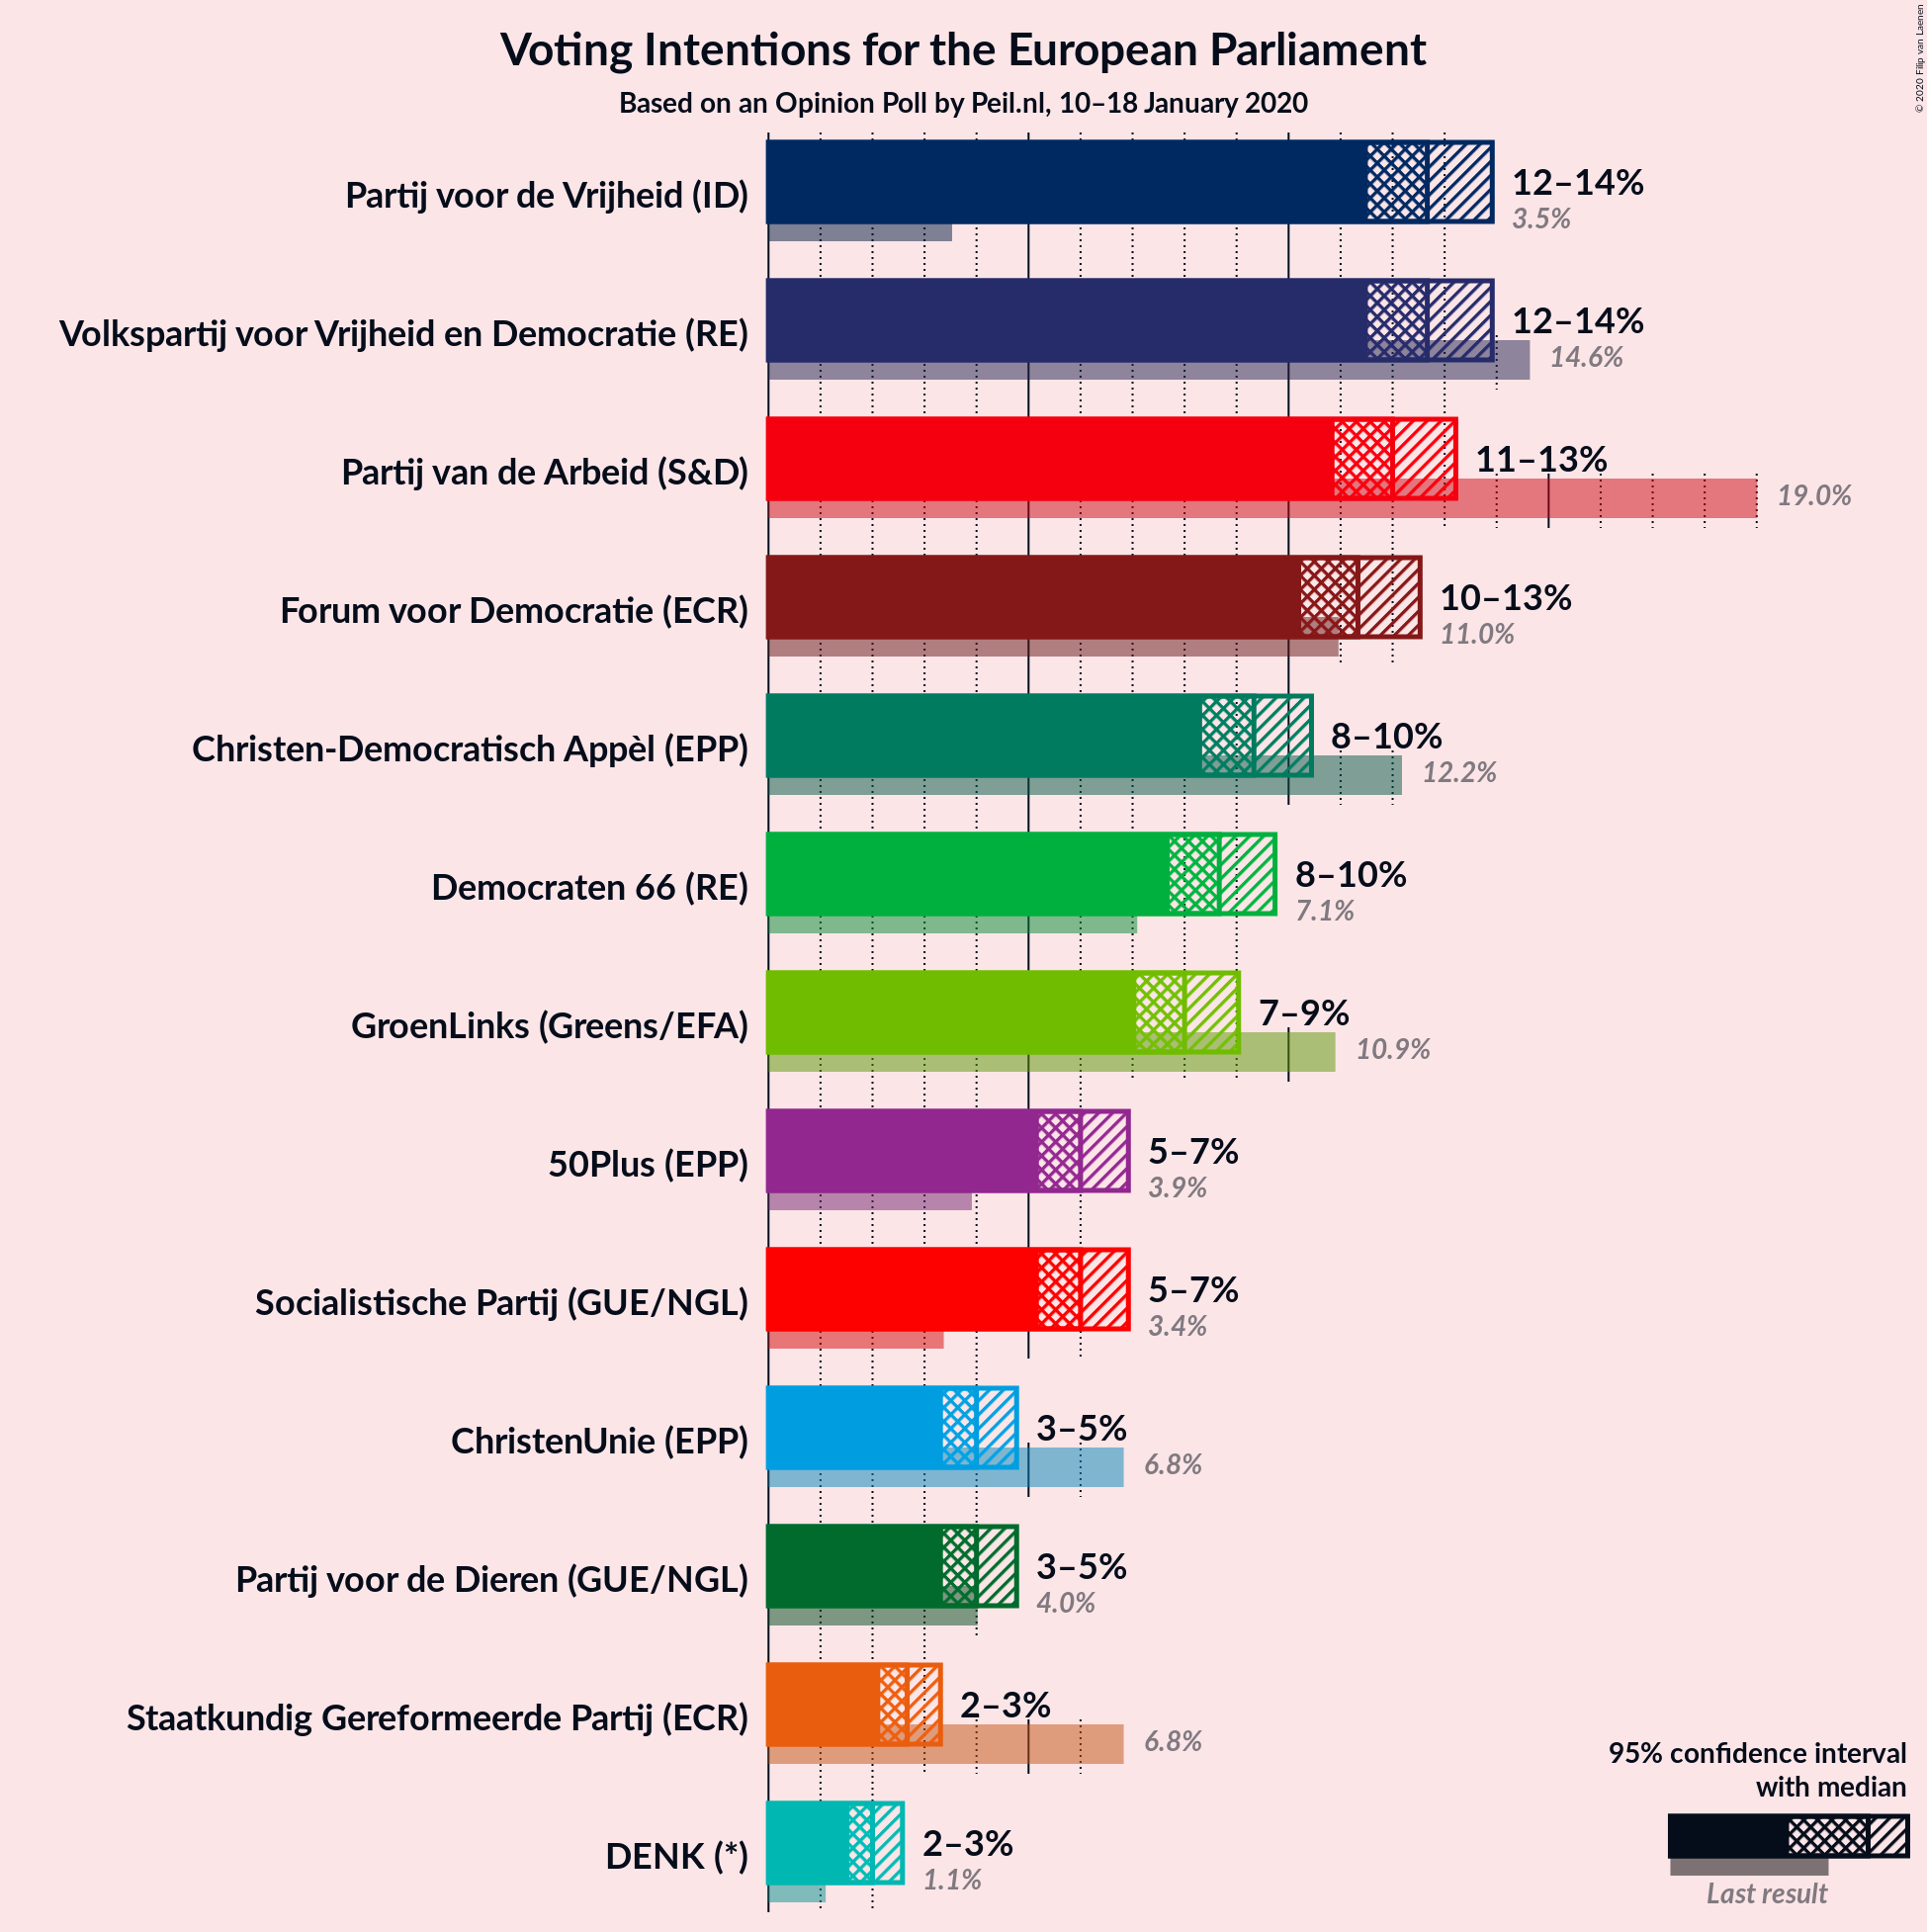 Voting Intentions for the European Parliament
Based on an Opinion Poll by Peil.nl, 10–18 January 2020
© 2020 Filip van Laenen
Partij voor de Vrijheid (ID)
12–14%
3.5%
Volkspartij voor Vrijheid en Democratie (RE)
12–14%
14.6%
Partij van de Arbeid (S&D)
11–13%
19.0%
Forum voor Democratie (ECR)
10–13%
11.0%
Christen-Democratisch Appèl (EPP)
8–10%
12.2%
Democraten 66 (RE)
8–10%
7.1%
GroenLinks (Greens/EFA)
7–9%
10.9%
50Plus (EPP)
5–7%
3.9%
Socialistische Partij (GUE/NGL)
5–7%
3.4%
ChristenUnie (EPP)
3–5%
6.8%
Partij voor de Dieren (GUE/NGL)
3–5%
4.0%
Staatkundig Gereformeerde Partij (ECR)
2–3%
6.8%
DENK (*)
2–3%
1.1%
95% confidence interval
with median
Last result